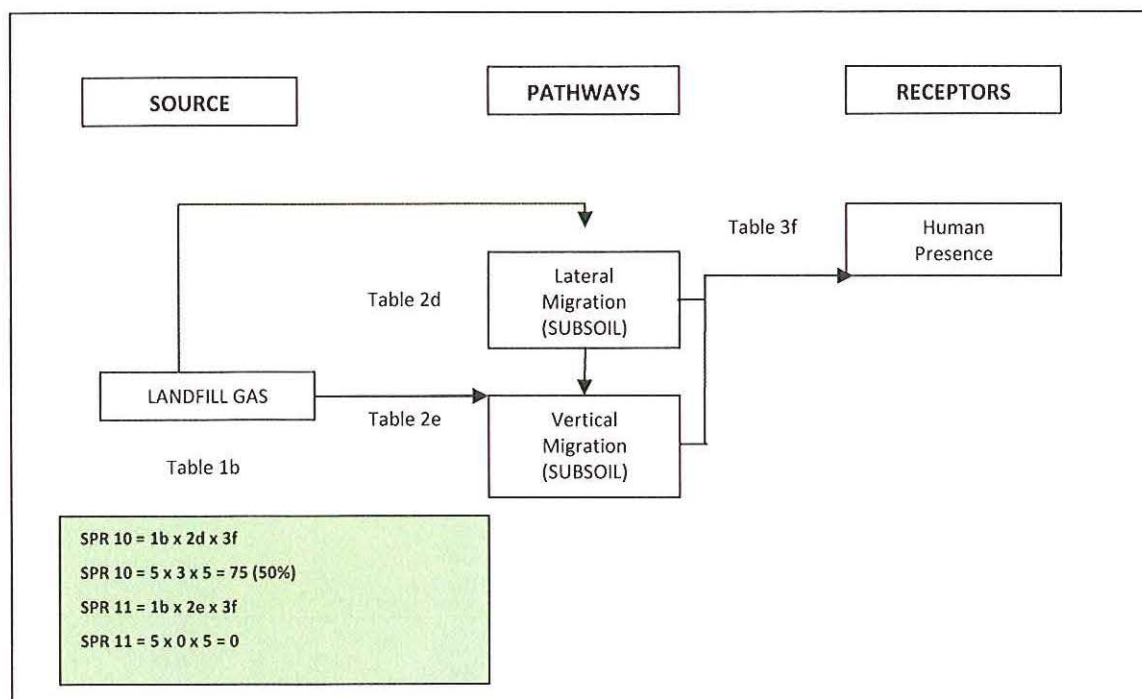 SOURCE
PATHWAYS
RECEPTORS
Table 3f
Human
Presence
Lateral
Migration
(SUBSOIL)
Table 2d
LANDFILL GAS
Table 2e
Vertical
Migration
(SUBSOIL)
Table 1b
SPR 10 = 1b x 2d x 3f
SPR 10 = 5 x 3 x 5 = 75 (50%)
SPR 11 = 1b x 2e x 3f
SPR 11 = 5 x 0 x 5 = 0